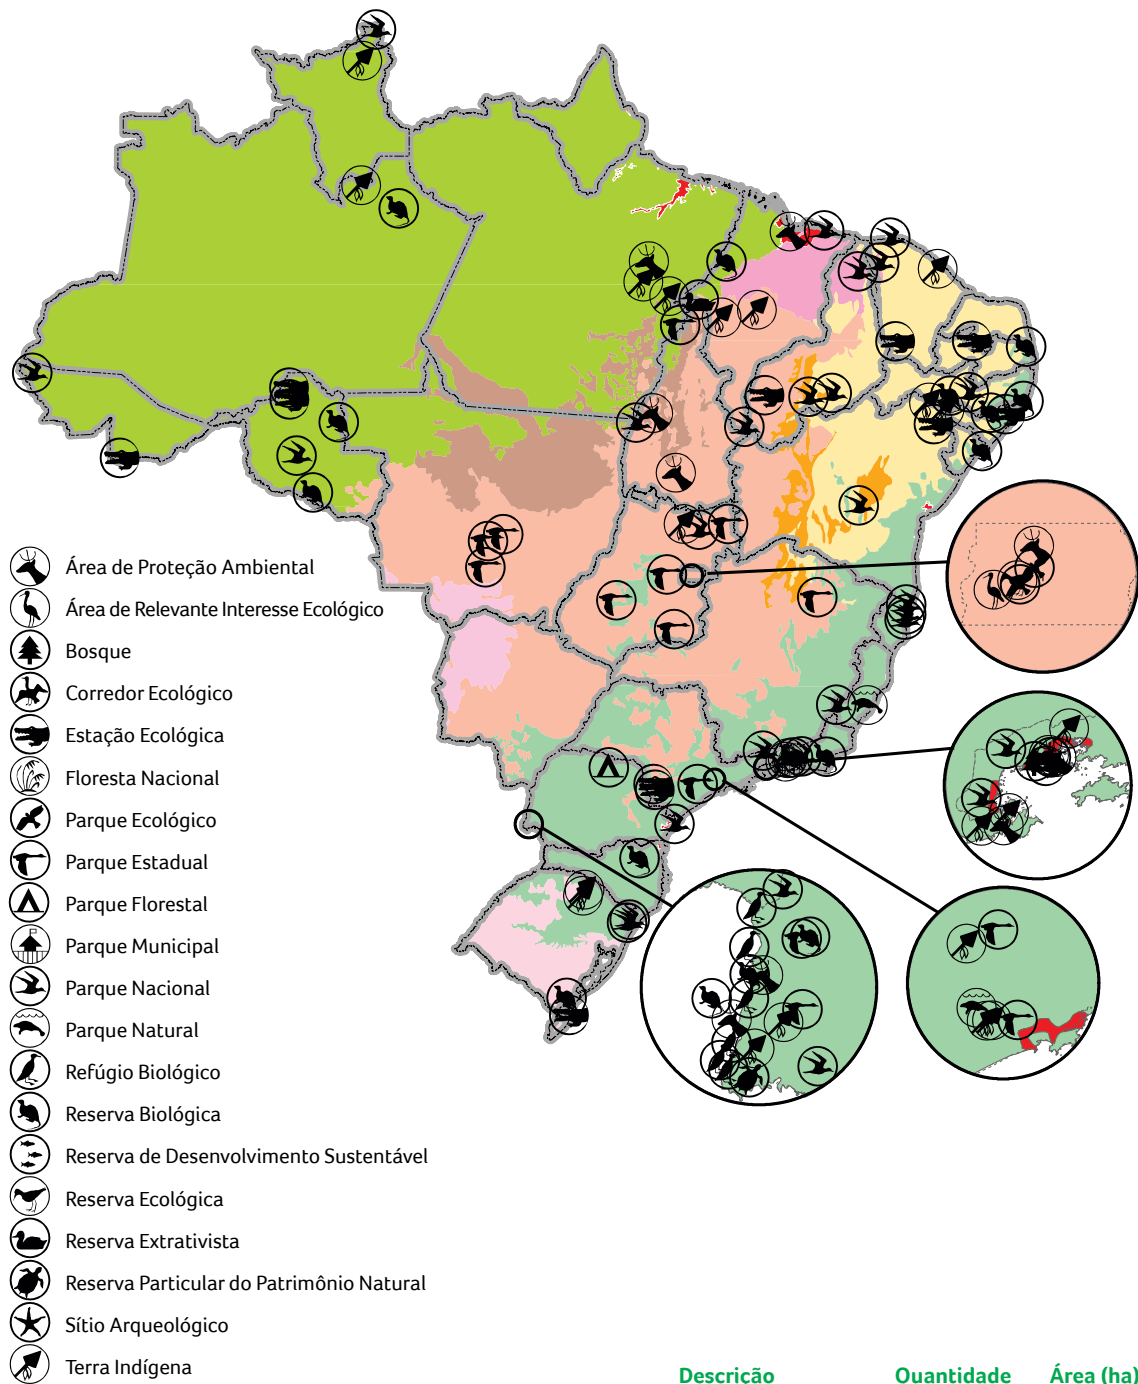 Área de Proteção Ambiental
Área de Relevante Interesse Ecológico
Bosque
Corredor Ecológico
Estação Ecológica
Floresta Nacional
Parque Ecológico
Parque Estadual
Parque Florestal
Parque Municipal
Parque Nacional
Parque Natural
Refúgio Biológico
Reserva Biológica
Reserva de Desenvolvimento Sustentável
Reserva Ecológica
Reserva Extrativista
Reserva Particular do Patrimônio Natural
Sítio Arqueológico
Terra Indígena
Descrição Quantidade Área (ha)